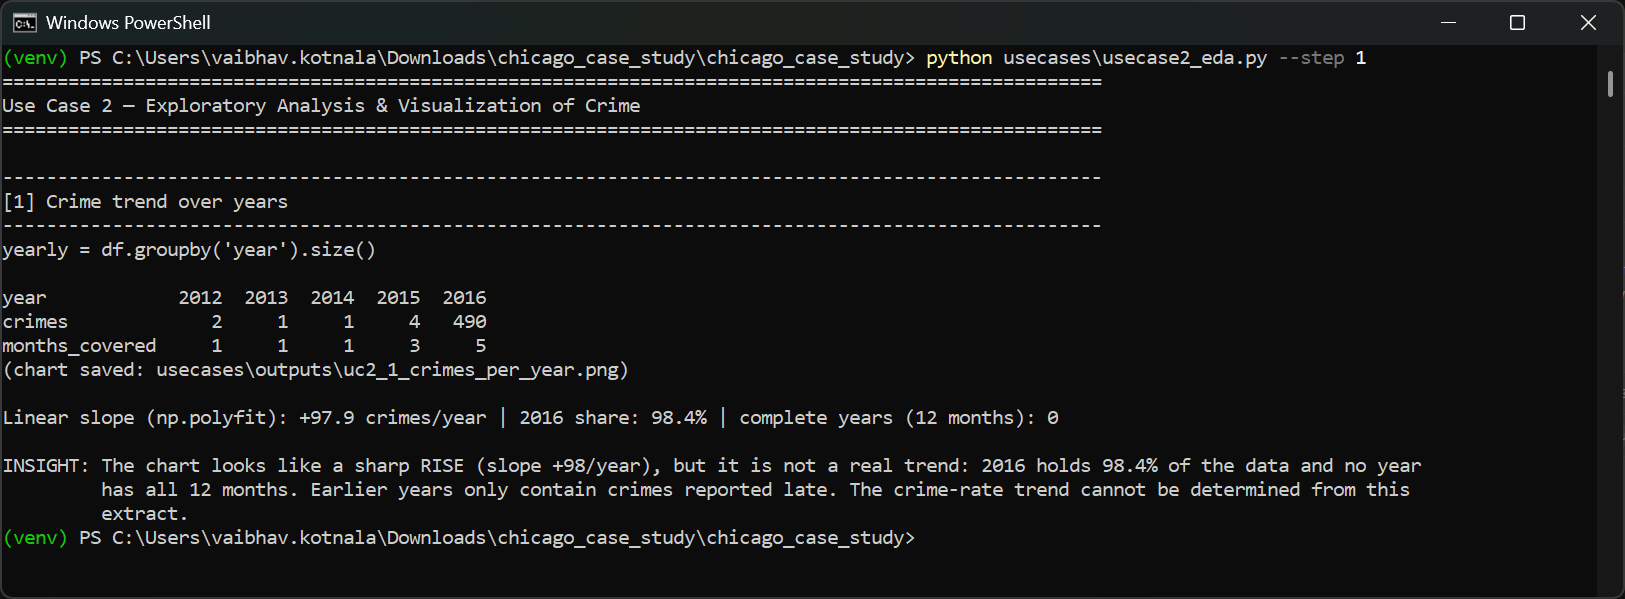 Windows PowerShell
(venv) PS C:\Users\vaibhav.kotnala\Downloads\chicago_case_study\chicago_case_study> python usecases\usecase2_eda.py --step 1
====================================================================================================
Use Case 2 — Exploratory Analysis & Visualization of Crime
====================================================================================================
----------------------------------------------------------------------------------------------------
[1] Crime trend over years
----------------------------------------------------------------------------------------------------
yearly = df.groupby('year').size()
year            2012  2013  2014  2015  2016
crimes             2     1     1     4   490
months_covered     1     1     1     3     5
(chart saved: usecases\outputs\uc2_1_crimes_per_year.png)
Linear slope (np.polyfit): +97.9 crimes/year | 2016 share: 98.4% | complete years (12 months): 0
INSIGHT: The chart looks like a sharp RISE (slope +98/year), but it is not a real trend: 2016 holds 98.4% of the data and no year
has all 12 months. Earlier years only contain crimes reported late. The crime-rate trend cannot be determined from this
extract.
(venv) PS C:\Users\vaibhav.kotnala\Downloads\chicago_case_study\chicago_case_study>